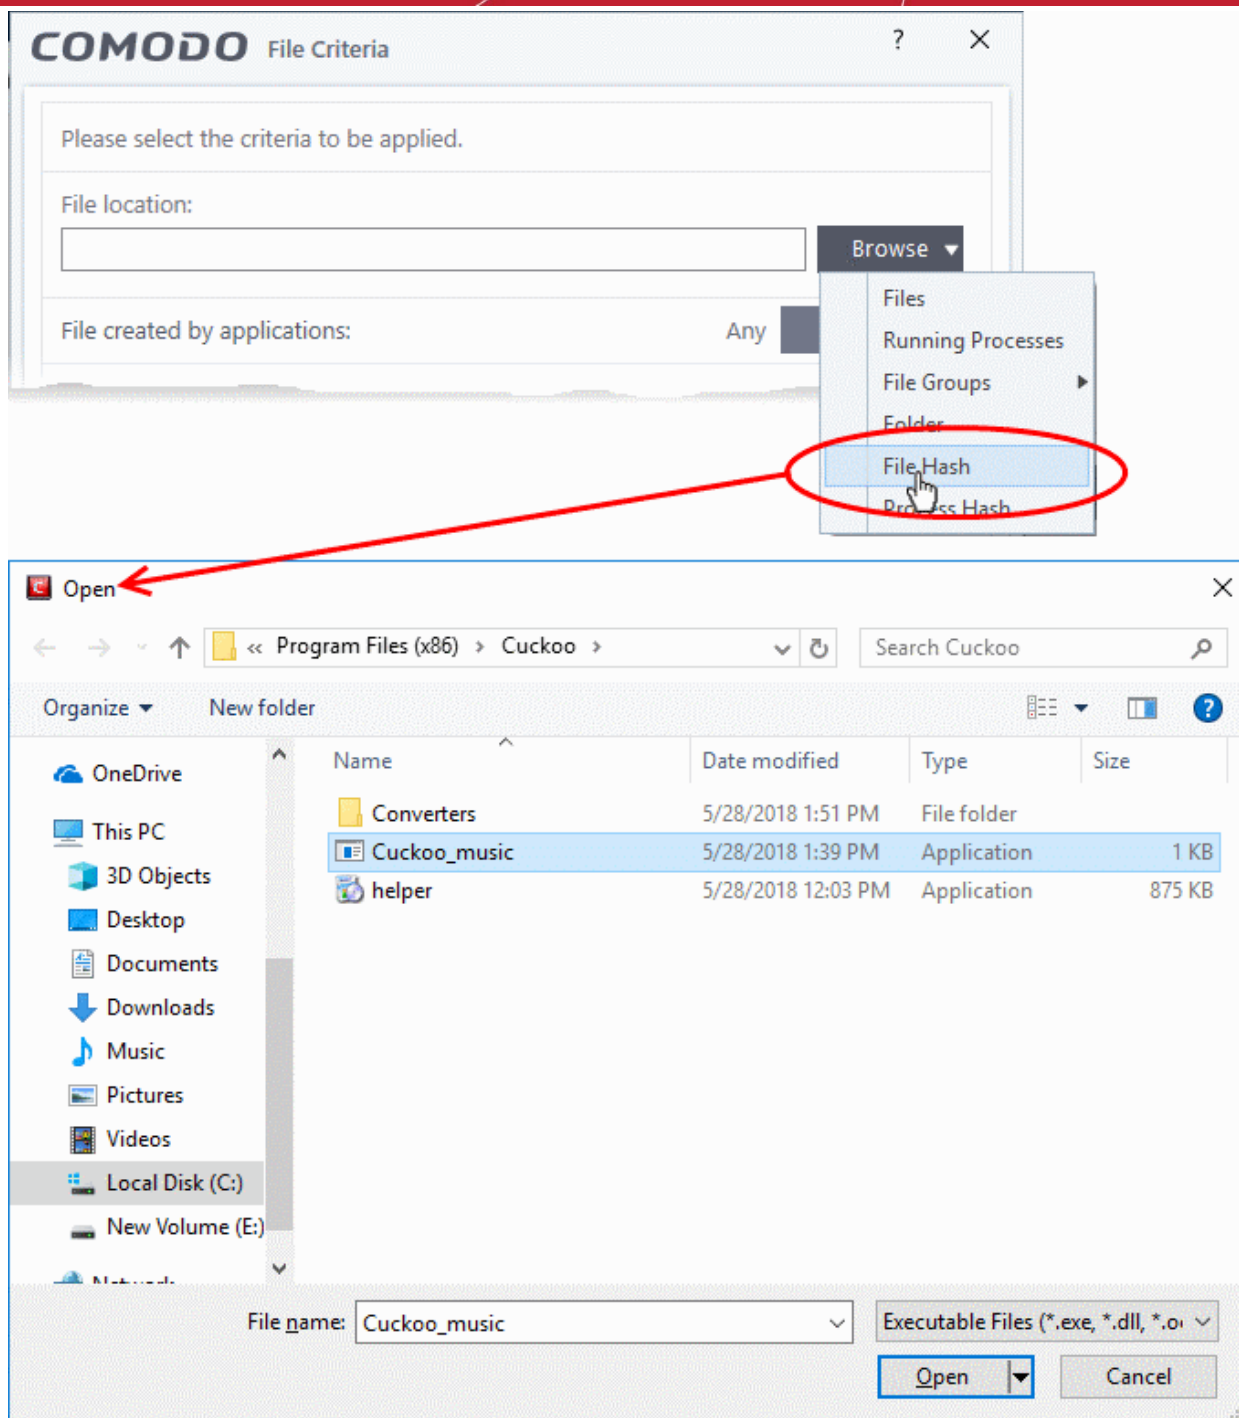 COMODO File Criteria ?
Please select the criteria to be applied.
File location:
Browse
Files
File created by applications: Any
Running Processes
File Groups
Folder
File Hash
Process Hash
Open
« Program Files (x86) > Cuckoo >
Search Cuckoo
Organize
New folder
?
Name Date modified Type Size
OneDrive
This PC
3D Objects
Desktop
Documents
Downloads
Music
Pictures
Videos
Local Disk (C:)
New Volume (E:)
Network
Converters 5/28/2018 1:51 PM File folder
Cuckoo_music 5/28/2018 1:39 PM Application 1 KB
helper 5/28/2018 12:03 PM Application 875 KB
File name: Cuckoo_music
Executable Files (*.exe, *.dll, *.o
Open
Cancel